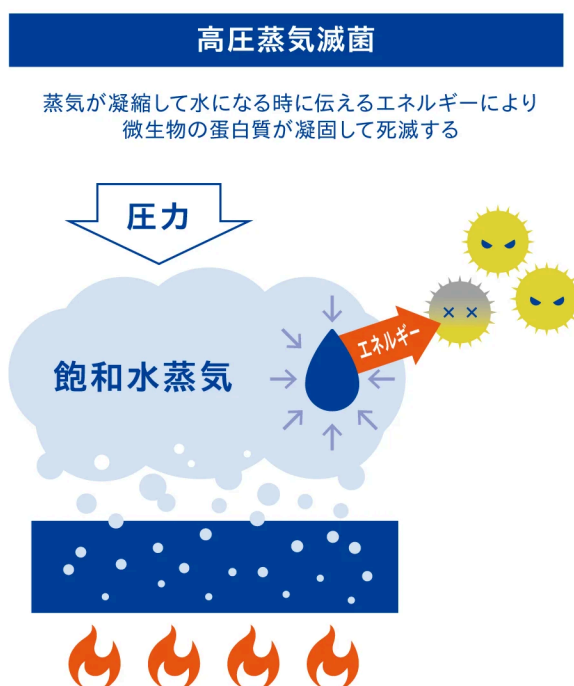 高圧蒸気滅菌
蒸気が凝縮して水になる時に伝えるエネルギーにより
微生物の蛋白質が凝固して死滅する
圧力
エネルギー
飽和水蒸気